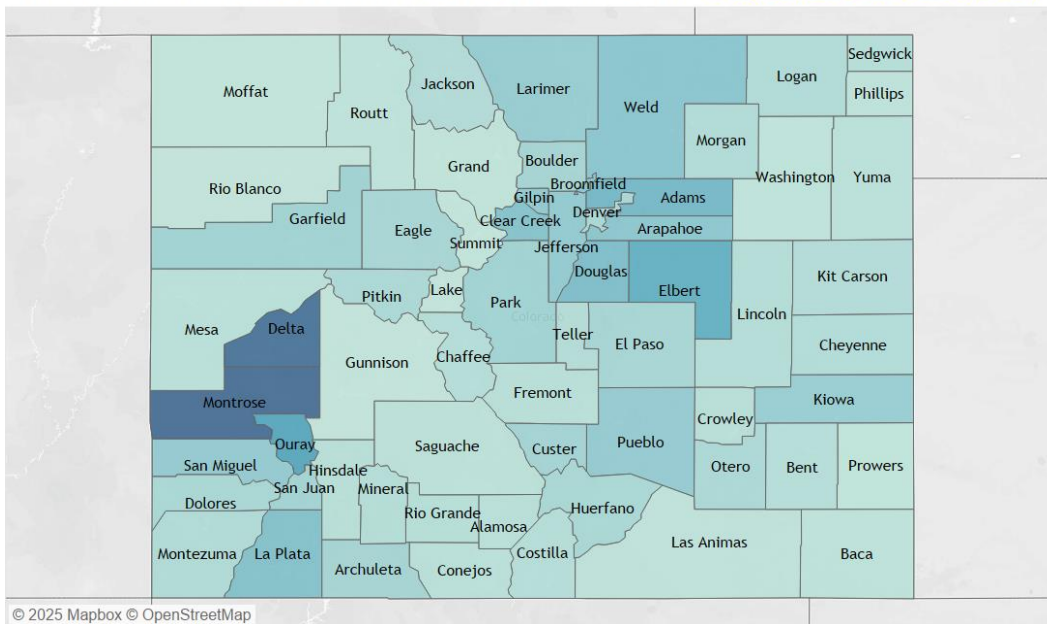 Sedgwick
Jackson
Larimer
Logan
Moffat
Weld
Phillips
Routt
Morgan
Boulder
Grand
Washington
Yuma
Rio Blanco
Broomfield
Gilpin
Adams
Denver
Garfield
Clear Creek
Arapahoe
Eagle
Summit
Jefferson
Douglas
Kit Carson
Lake
Elbert
Pitkin
Park
Lincoln
Colorado
Mesa
Delta
Teller
El Paso
Cheyenne
Chaffee
Gunnison
Fremont
Kiowa
Montrose
Crowley
Ouray
Saguache
Custer
Pueblo
San Miguel
Hinsdale
Otero
Bent
Prowers
San Juan
Mineral
Dolores
Huerfano
Rio Grande
Alamosa
Las Animas
Montezuma
La Plata
Costilla
Baca
Archuleta
Conejos
© 2025 Mapbox © OpenStreetMap